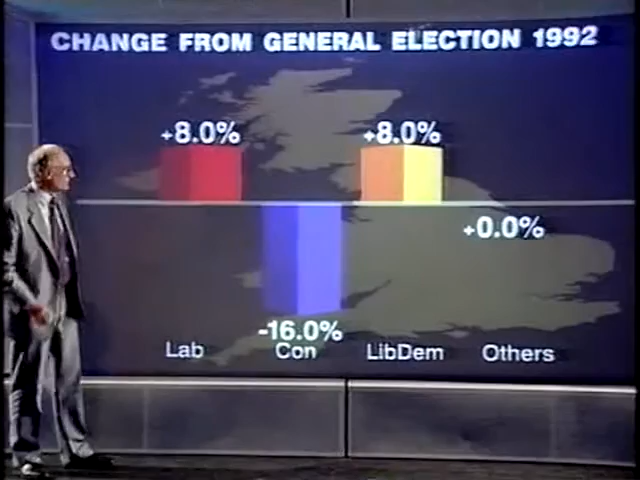 CHANGE FROM GENERAL ELECTION 1992
+8.0%
+8.0%
+0.0%
-16.0%
Lab
Con
LibDem
Others